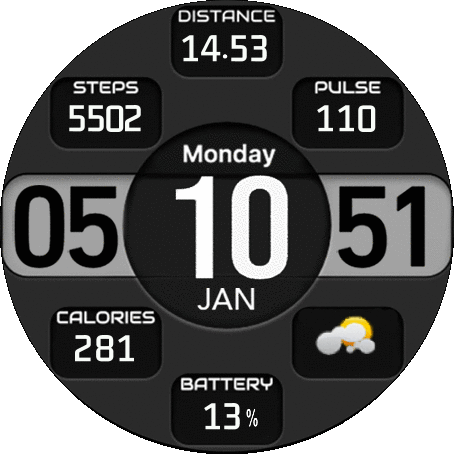 DISTANCE
14.53
STEPS
5502
PULSE
110
Monday
05
10
51
JAN
CALORIES
281
BATTERY
13%